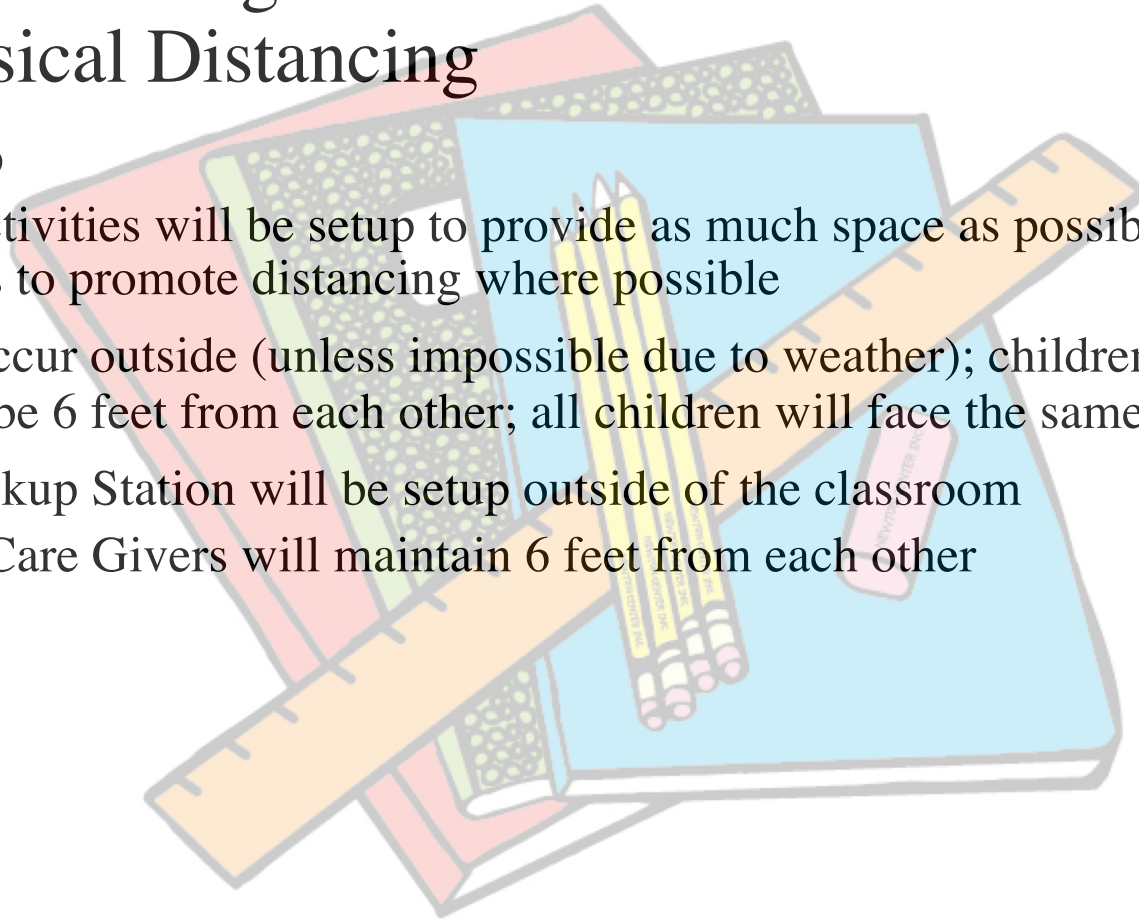 sical Distancing
ctivities will be setup to provide as much space as possib
s to promote distancing where possible
ccur outside (unless impossible due to weather); children
be 6 feet from each other; all children will face the same
kup Station will be setup outside of the classroom
Care Givers will maintain 6 feet from each other